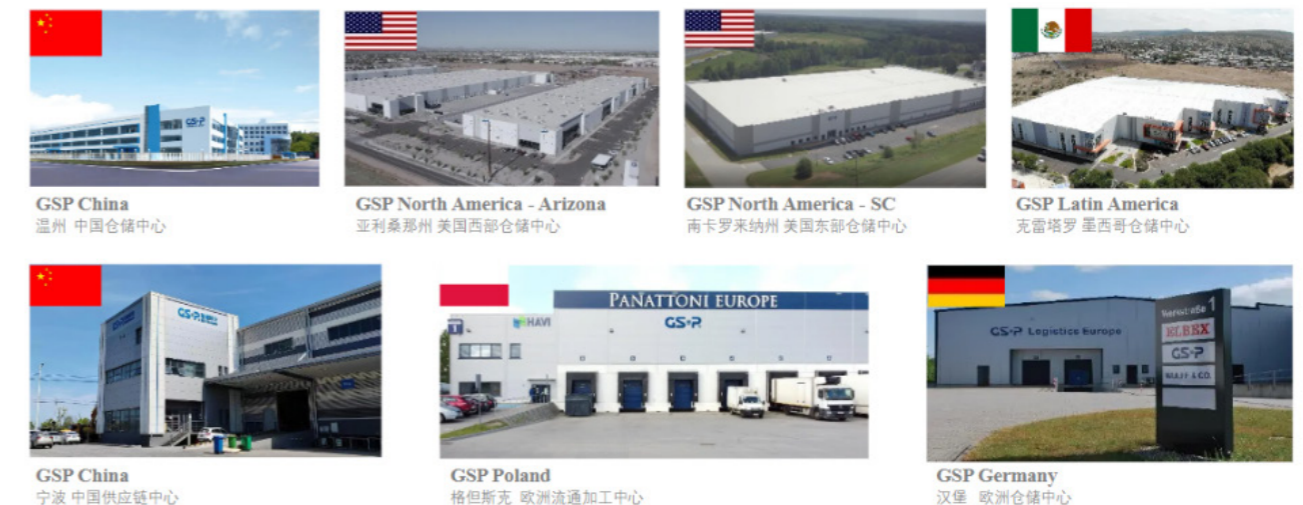 GSP
GSP China
温州 中国仓储中心
GSP North America - Arizona
亚利桑那州 美国西部仓储中心
GSP North America - SC
南卡罗来纳州 美国东部仓储中心
GSP Latin America
克雷塔罗 墨西哥仓储中心
GSP
GSP China
宁波 中国供应链中心
PANATTONI EUROPE
HAVI
GSP
T
GSP Poland
格但斯克 欧洲流通加工中心
GSP Logistics Europe
1
ELBEX
GSP
GSP Germany
汉堡 欧洲仓储中心